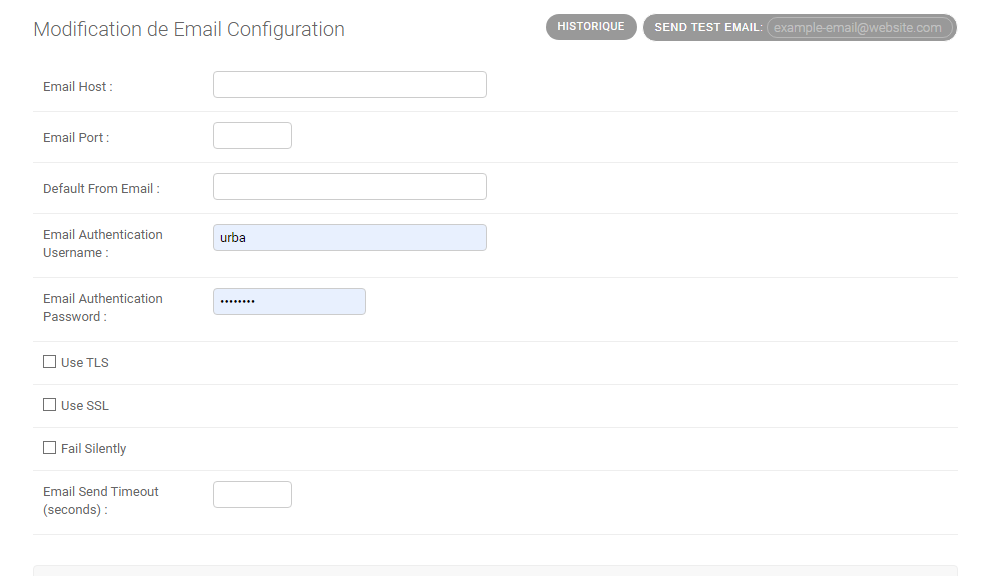 Modification de Email Configuration
HISTORIQUE
SEND TEST EMAIL: example-email@website.com
Email Host :
Email Port :
Default From Email :
Email Authentication
Username :
urba
Email Authentication
Password :
••••••••
Use TLS
Use SSL
Fail Silently
Email Send Timeout
(seconds) :